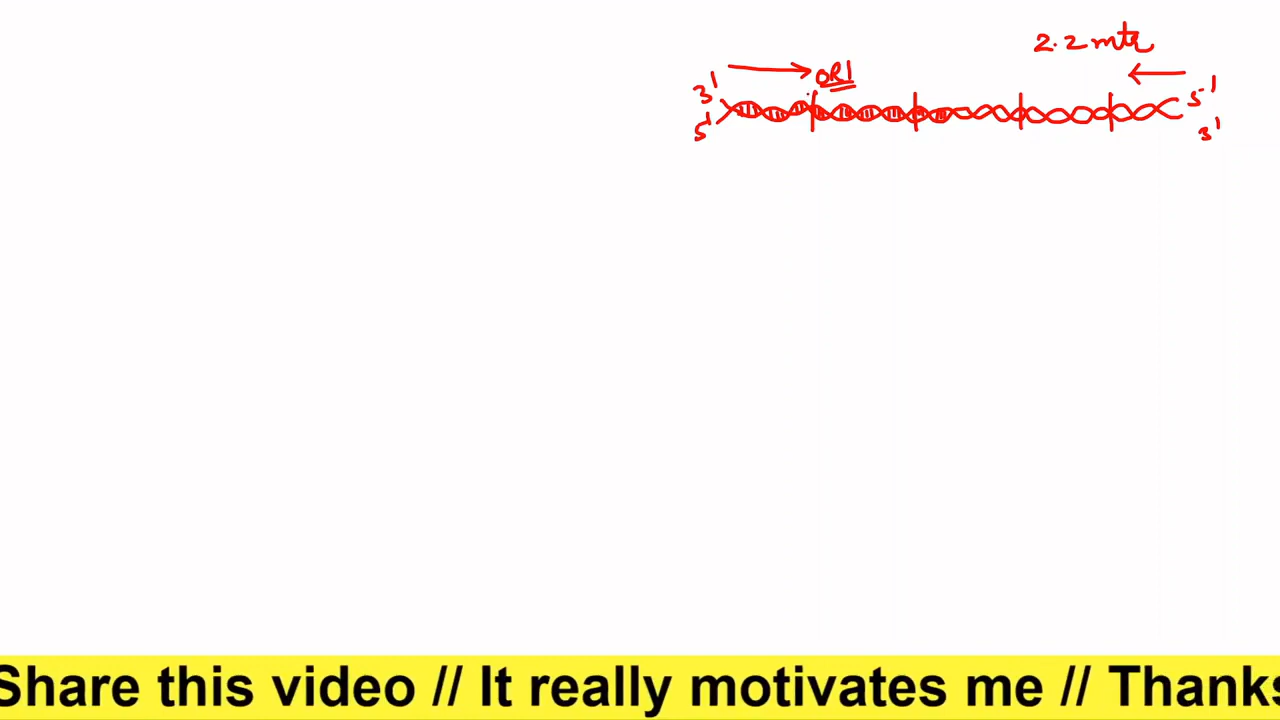 2.2 mtr
ORI
3' 5'
5' 3'
Share this video // It really motivates me // Thanks